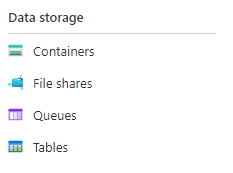 Data storage
Containers
File shares
Queues
Tables